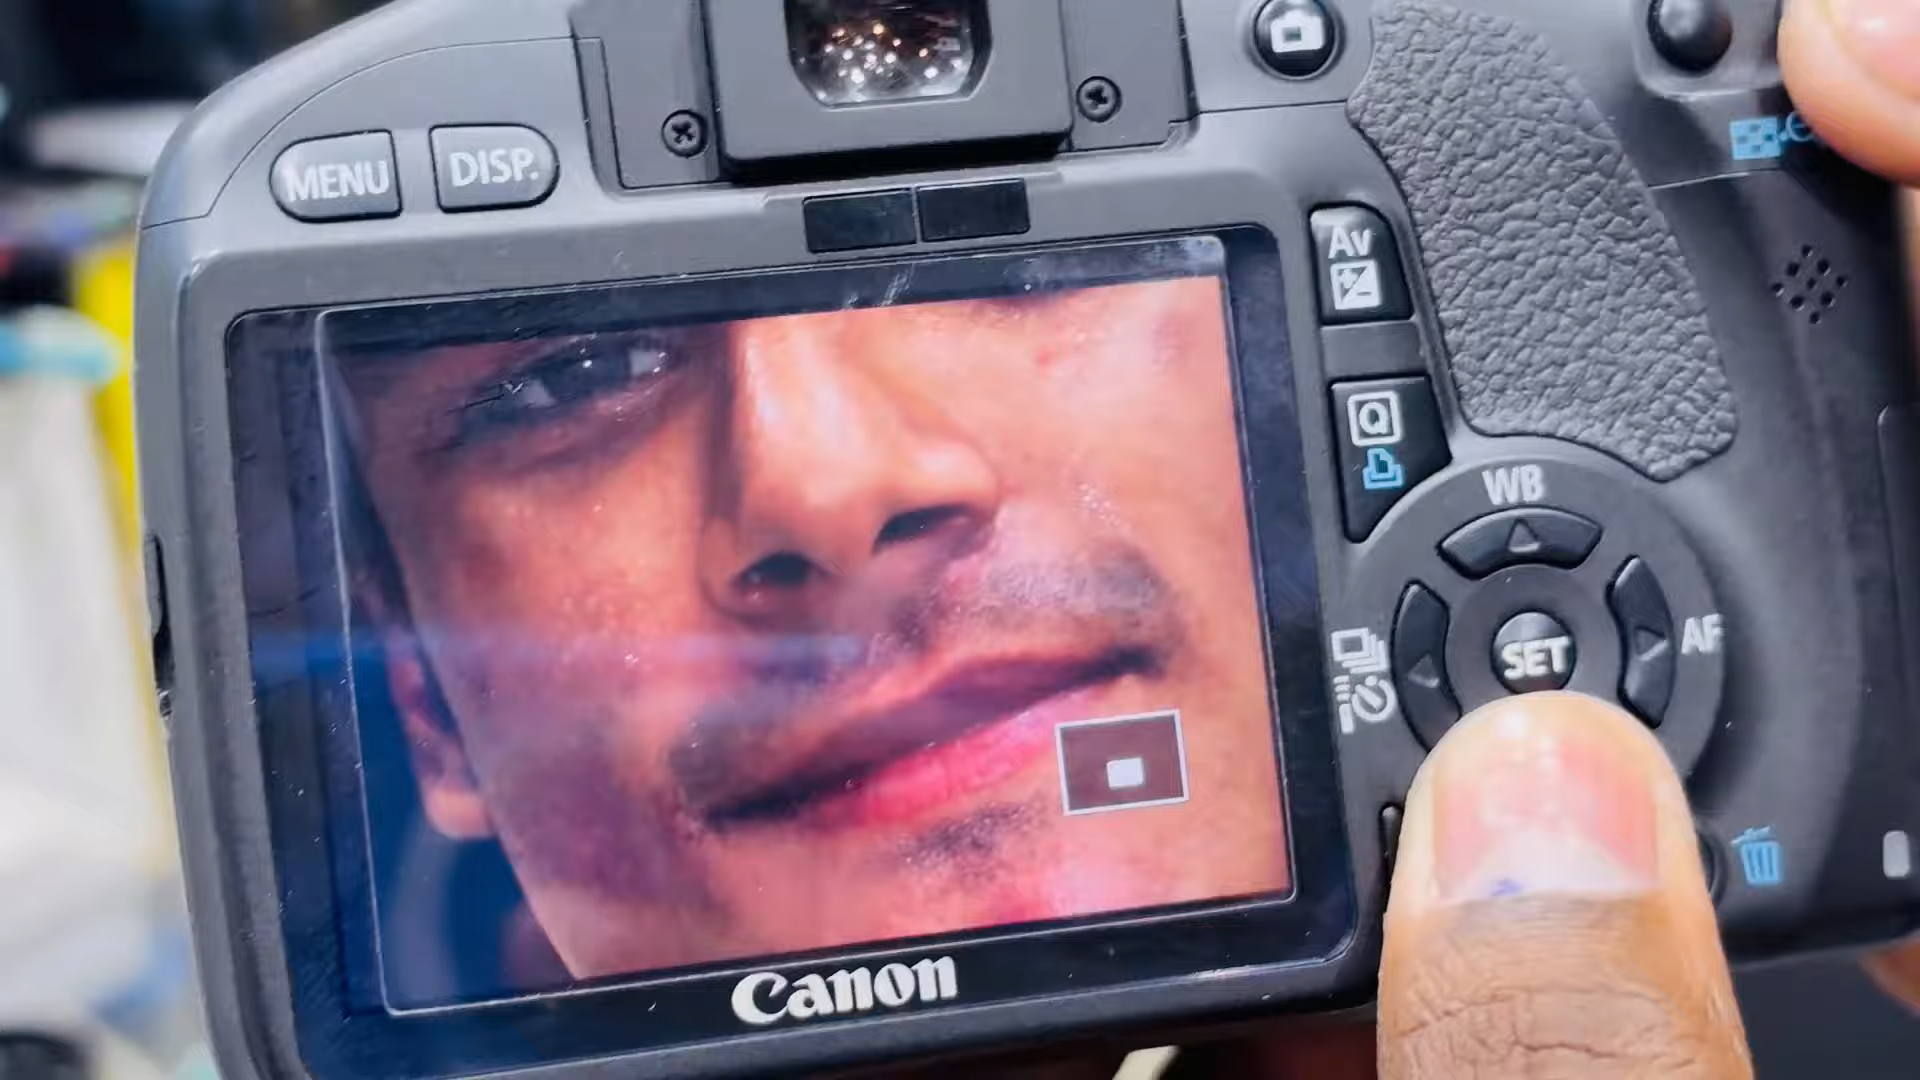 MENU
DISP.
Av
Q
WB
AF
SET
Canon